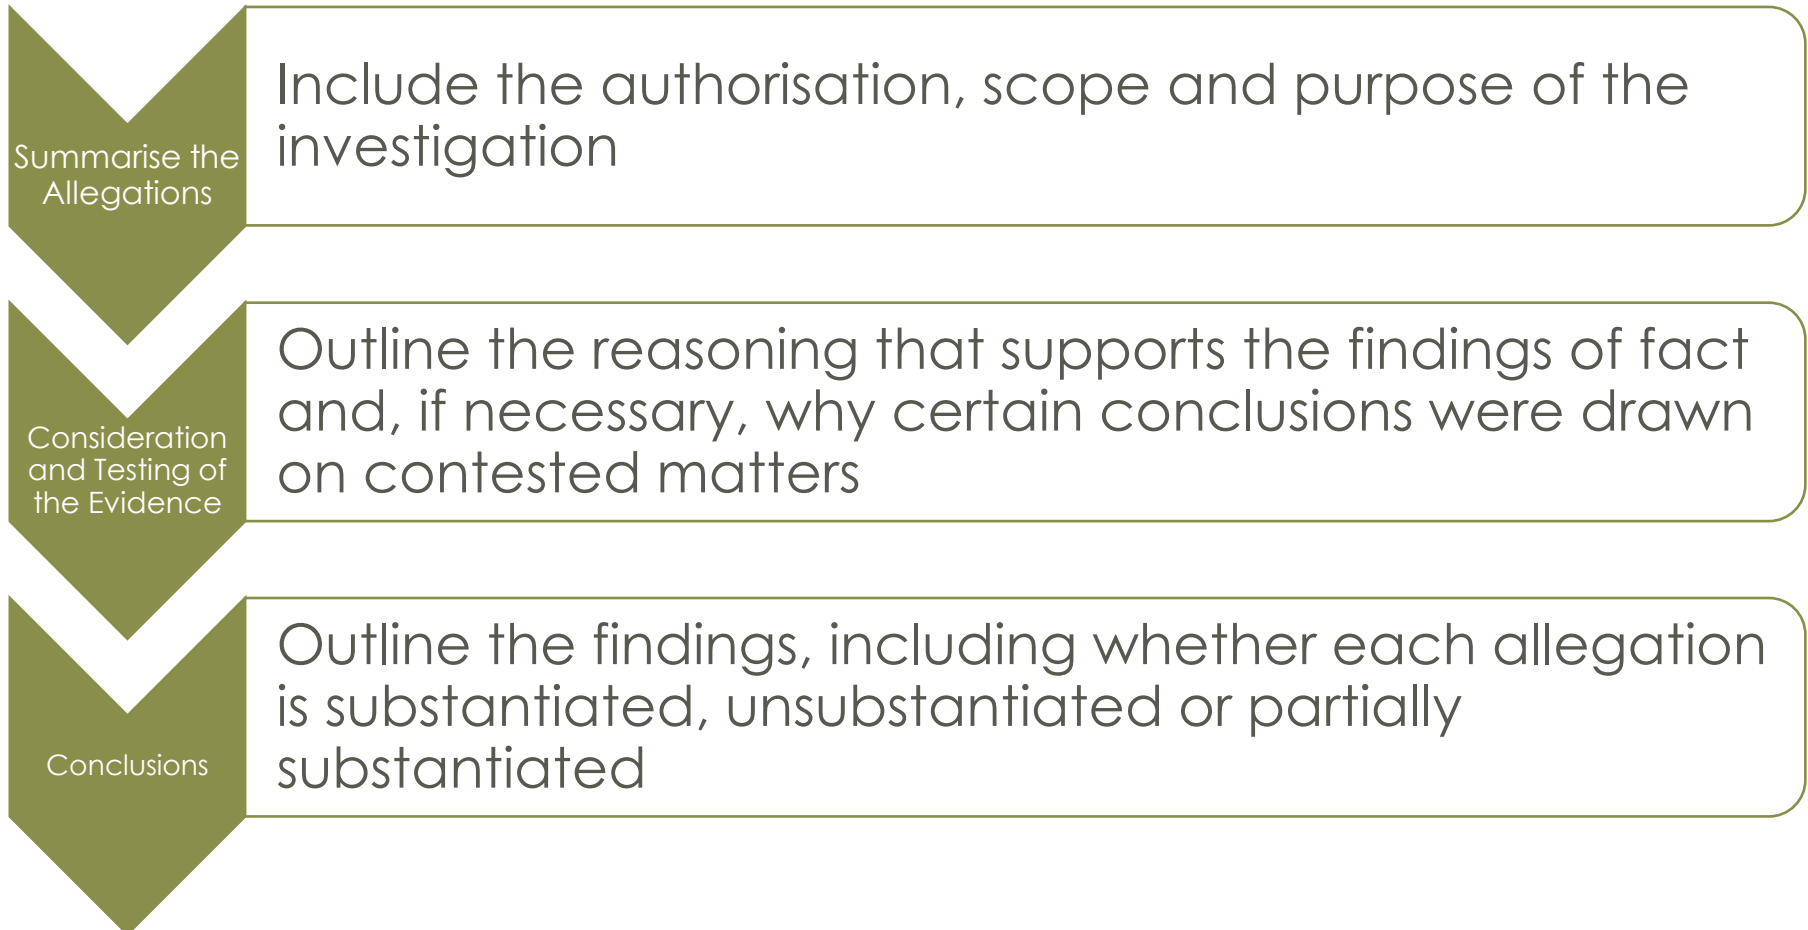 Summarise the
Allegations
Include the authorisation, scope and purpose of the
investigation
Consideration
and Testing of
the Evidence
Outline the reasoning that supports the findings of fact
and, if necessary, why certain conclusions were drawn
on contested matters
Conclusions
Outline the findings, including whether each allegation
is substantiated, unsubstantiated or partially
substantiated